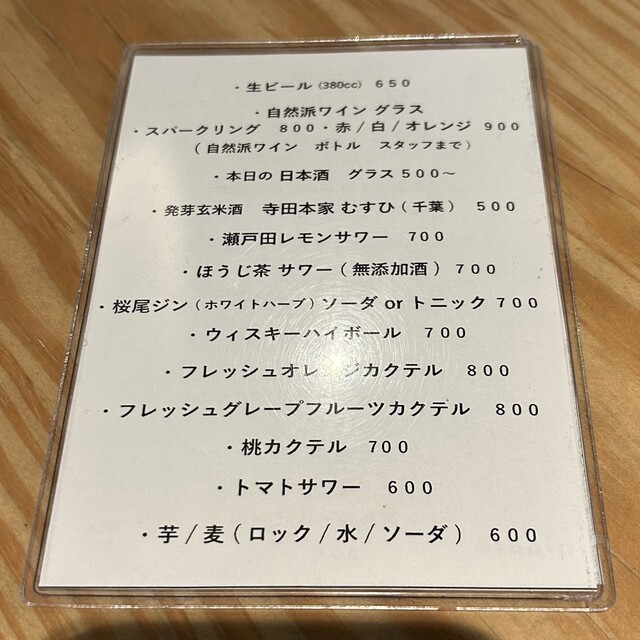 ・生ビール (380cc) 650
・自然派ワイン グラス
・スパークリング 800・赤/白/オレンジ 900
(自然派ワイン ボトル スタッフまで)
・本日の 日本酒 グラス 500〜
・発芽玄米酒 寺田本家 むすひ(千葉) 500
・瀬戸田レモンサワー 700
・ほうじ茶 サワー(無添加酒) 700
・桜尾ジン(ホワイトハーブ)ソーダ or トニック 700
・ウィスキーハイボール 700
・フレッシュオレ ジカクテル 800
・フレッシュグレープフルーツカクテル 800
・桃カクテル 700
・トマトサワー 600
・芋/麦(ロック/水/ソーダ) 600